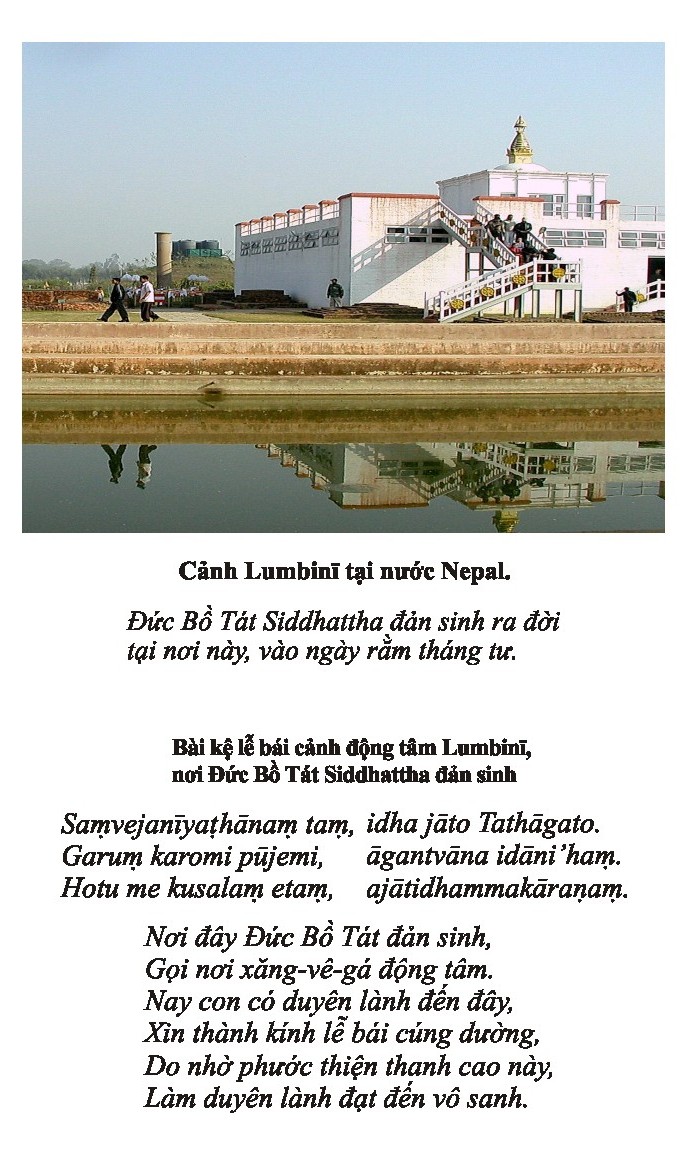 Cảnh Lumbinī tại nước Nepal.
Đức Bồ Tát Siddhattha đản sinh ra đời
tại nơi này, vào ngày rằm tháng tư.
Bài kệ lễ bái cảnh động tâm Lumbinī,
nơi Đức Bồ Tát Siddhattha đản sinh
Saṃvejanīyaṭhānaṃ taṃ, idha jāto Tathāgato.
Garuṃ karomi pūjemi, āgantvāna idāni’haṃ.
Hotu me kusalaṃ etaṃ, ajātidhammakāraṇaṃ.
Nơi đây Đức Bồ Tát đản sinh,
Gọi nơi xăng-vê-gá động tâm.
Nay con có duyên lành đến đây,
Xin thành kính lễ bái cúng dường,
Do nhờ phước thiện thanh cao này,
Làm duyên lành đạt đến vô sanh.